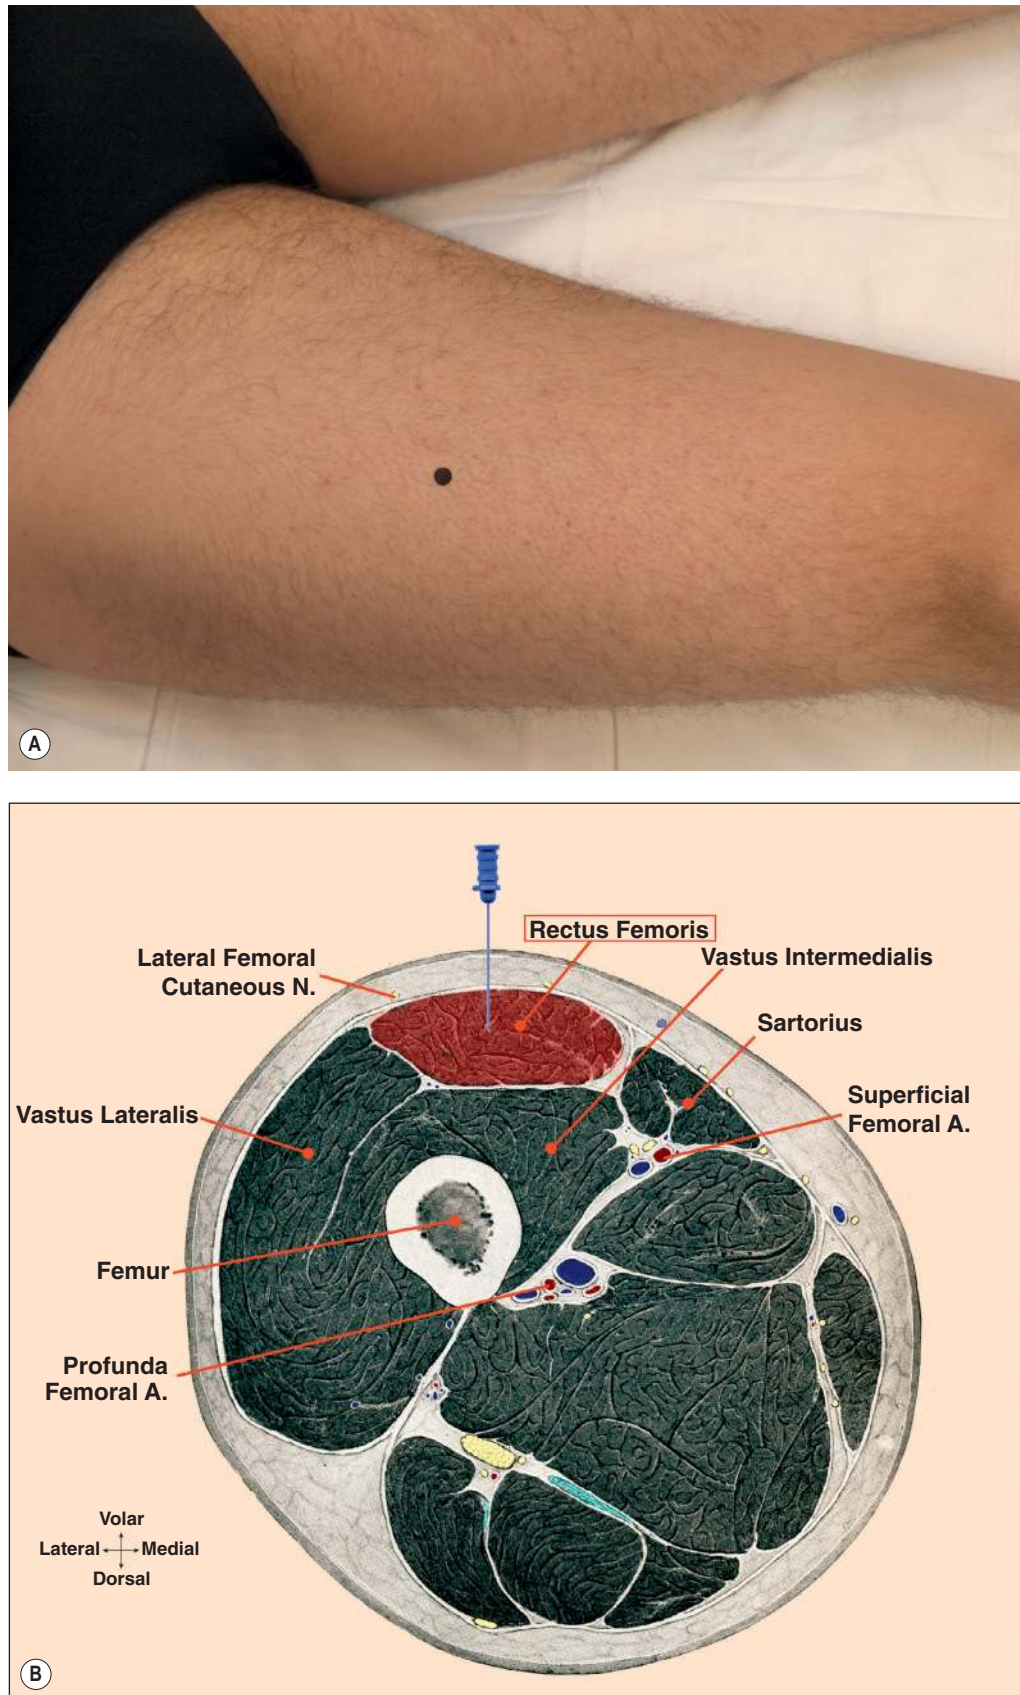 A
Rectus Femoris
Lateral Femoral
Cutaneous N.
Vastus Intermedialis
Sartorius
Superficial
Femoral A.
Vastus Lateralis
Femur
Profunda
Femoral A.
Volar
Lateral Medial
Dorsal
B